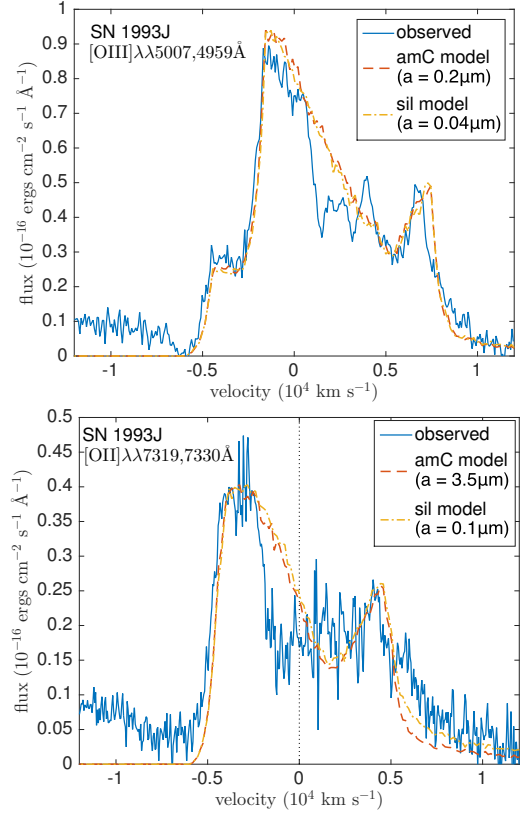 SN 1993J
[OIII]λλ5007,4959Å
observed
amC model
(a = 0.2μm)
sil model
(a = 0.04μm)
flux (10⁻¹⁶ ergs cm⁻² s⁻¹ Å⁻¹)
1
0.9
0.8
0.7
0.6
0.5
0.4
0.3
0.2
0.1
0
-1 -0.5 0 0.5 1
velocity (10⁴ km s⁻¹)
SN 1993J
[OII]λλ7319,7330Å
observed
amC model
(a = 3.5μm)
sil model
(a = 0.1μm)
flux (10⁻¹⁶ ergs cm⁻² s⁻¹ Å⁻¹)
0.5
0.45
0.4
0.35
0.3
0.25
0.2
0.15
0.1
0.05
0
-1 -0.5 0 0.5 1
velocity (10⁴ km s⁻¹)